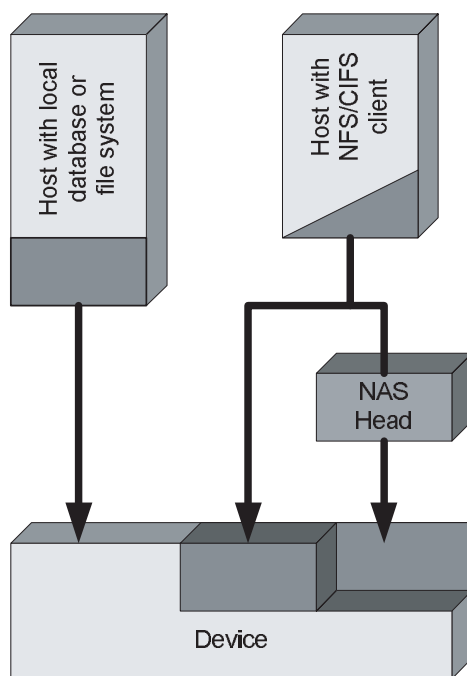 Host with local
database or
file system
Host with
NFS/CIFS
client
NAS
Head
Device